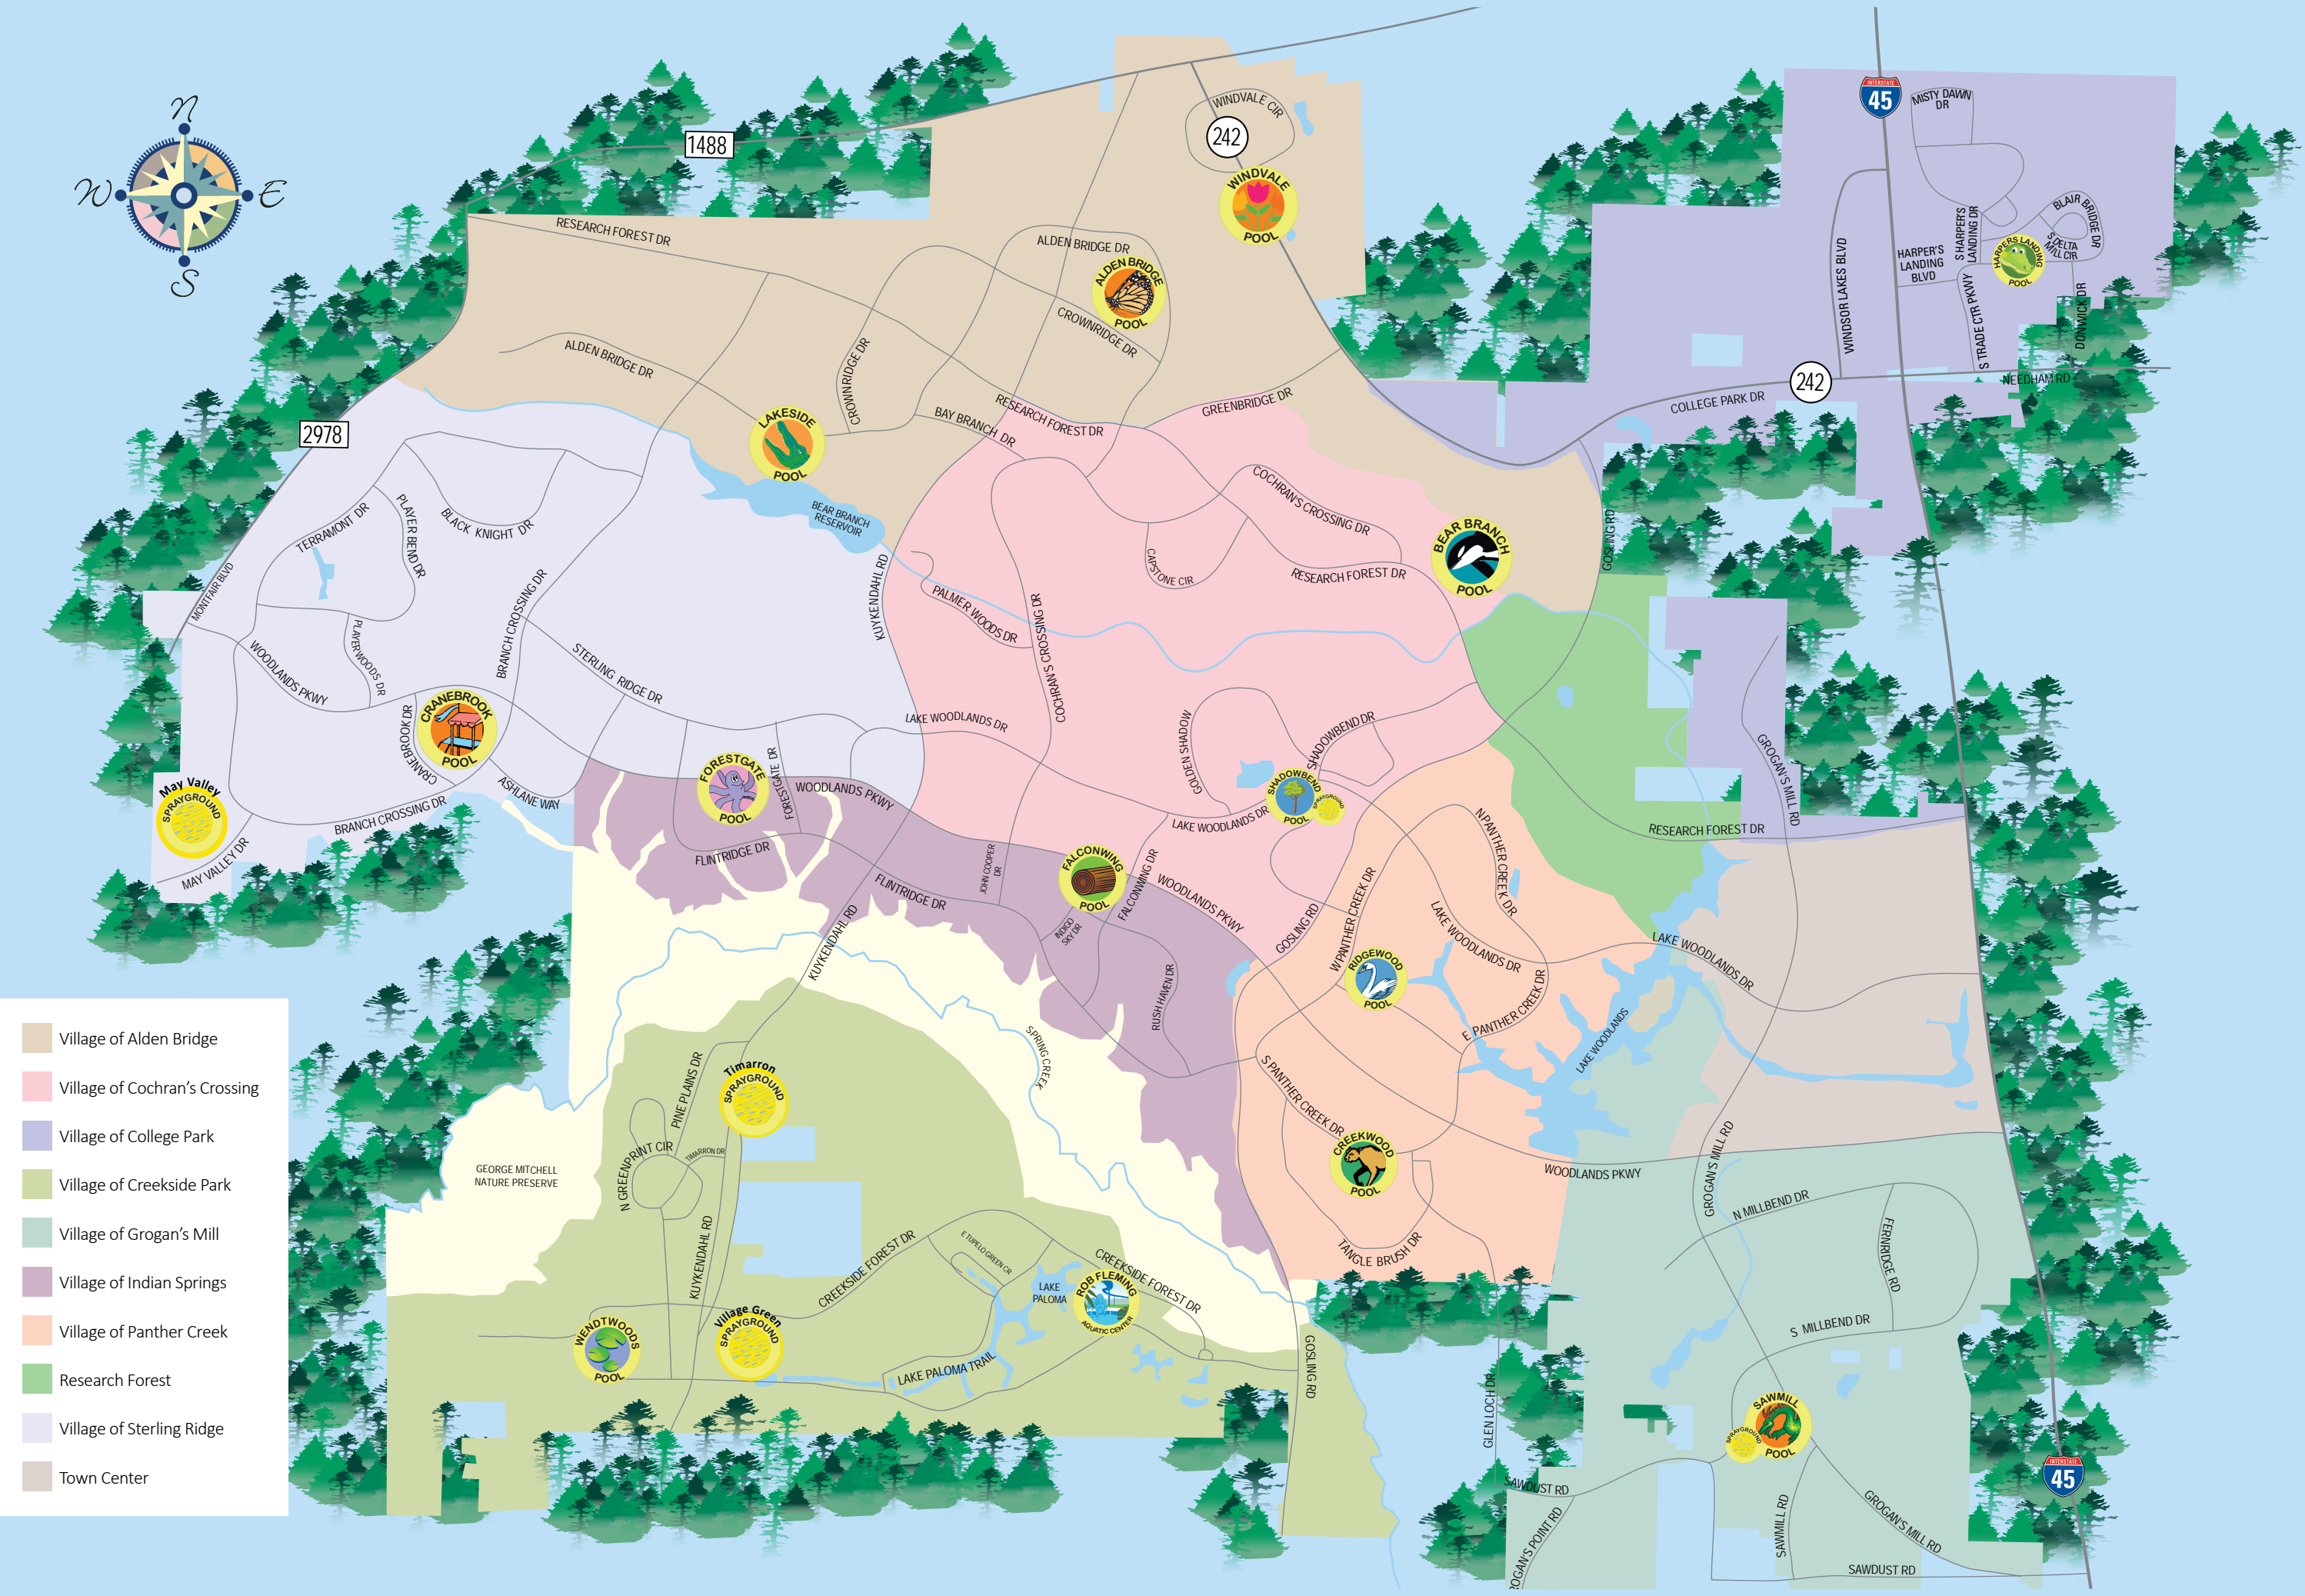 N
W
E
S
1488
242
INTERSTATE
45
MISTY DAWN
DR
WINDVALE CIR
WINDVALE
POOL
BLAIR BRIDGE DR
S HARPERS
LANDING DR
S DELTA
MILL CIR
HARPER'S
LANDING
BLVD
HARPERS LANDING
POOL
WINDSOR LAKES BLVD
S TRADE CTR PKWY
DONWICK DR
RESEARCH FOREST DR
ALDEN BRIDGE DR
ALDEN BRIDGE
POOL
CROWNRIDGE DR
ALDEN BRIDGE DR
CROWNRIDGE DR
242
NEEDHAM RD
COLLEGE PARK DR
GREENBRIDGE DR
RESEARCH FOREST DR
BAY BRANCH DR
LAKESIDE
POOL
2978
BEAR BRANCH
RESERVOIR
COCHRAN'S CROSSING DR
BEAR BRANCH
POOL
GOSLING RD
TERRAMONT DR
PLAYER BEND DR
BLACK KNIGHT DR
CAPSTONE CIR
RESEARCH FOREST DR
MONTFAIR BLVD
KUYKENDAHL RD
PALMER WOODS DR
COCHRAN'S CROSSING DR
BRANCH CROSSING DR
WOODLANDS PKWY
PLAYERWOODS DR
STERLING RIDGE DR
CRANEBROOK DR
CRANEBROOK
POOL
LAKE WOODLANDS DR
GOLDEN SHADOW
SHADOWBEND DR
GROGAN'S MILL RD
May Valley
SPRAYGROUND
ASHLANE WAY
FORESTGATE
POOL
FORESTGATE DR
WOODLANDS PKWY
SHADOWBEND
POOL
SPRAYGROUND
LAKE WOODLANDS DR
BRANCH CROSSING DR
MAY VALLEY DR
FLINTRIDGE DR
FLINTRIDGE DR
JOHN COOPER
DR
FALCONWING
POOL
FALCONWING DR
WOODLANDS PKWY
N PANTHER CREEK DR
RESEARCH FOREST DR
W PANTHER CREEK DR
GOSLING RD
LAKE WOODLANDS DR
LAKE WOODLANDS DR
KUYKENDAHL RD
INDIGO
SKY DR
RUSH HAVEN DR
RIDGEWOOD
POOL
E PANTHER CREEK DR
LAKE WOODLANDS
SPRING CREEK
S PANTHER CREEK DR
Village of Alden Bridge
Village of Cochran's Crossing
Village of College Park
Village of Creekside Park
Village of Grogan's Mill
Village of Indian Springs
Village of Panther Creek
Research Forest
Village of Sterling Ridge
Town Center
PINE PLAINS DR
Timarron
SPRAYGROUND
N GREENPRINT CIR
TIMARRON DR
GEORGE MITCHELL
NATURE PRESERVE
CREEKWOOD
POOL
WOODLANDS PKWY
GROGAN'S MILL RD
N MILLBEND DR
FERNRIDGE RD
KUYKENDAHL RD
CREEKSIDE FOREST DR
E TUPELO GREEN CR
TANGLE BRUSH DR
CREEKSIDE FOREST DR
LAKE
PALOMA
ROB FLEMING
AQUATIC CENTER
WENDTWOODS
POOL
Village Green
SPRAYGROUND
LAKE PALOMA TRAIL
GOSLING RD
S MILLBEND DR
GLEN LOCH DR
SAWMILL
POOL
SPRAYGROUND
INTERSTATE
45
SAWDUST RD
ROGAN'S POINT RD
SAWMILL RD
GROGAN'S MILL RD
SAWDUST RD